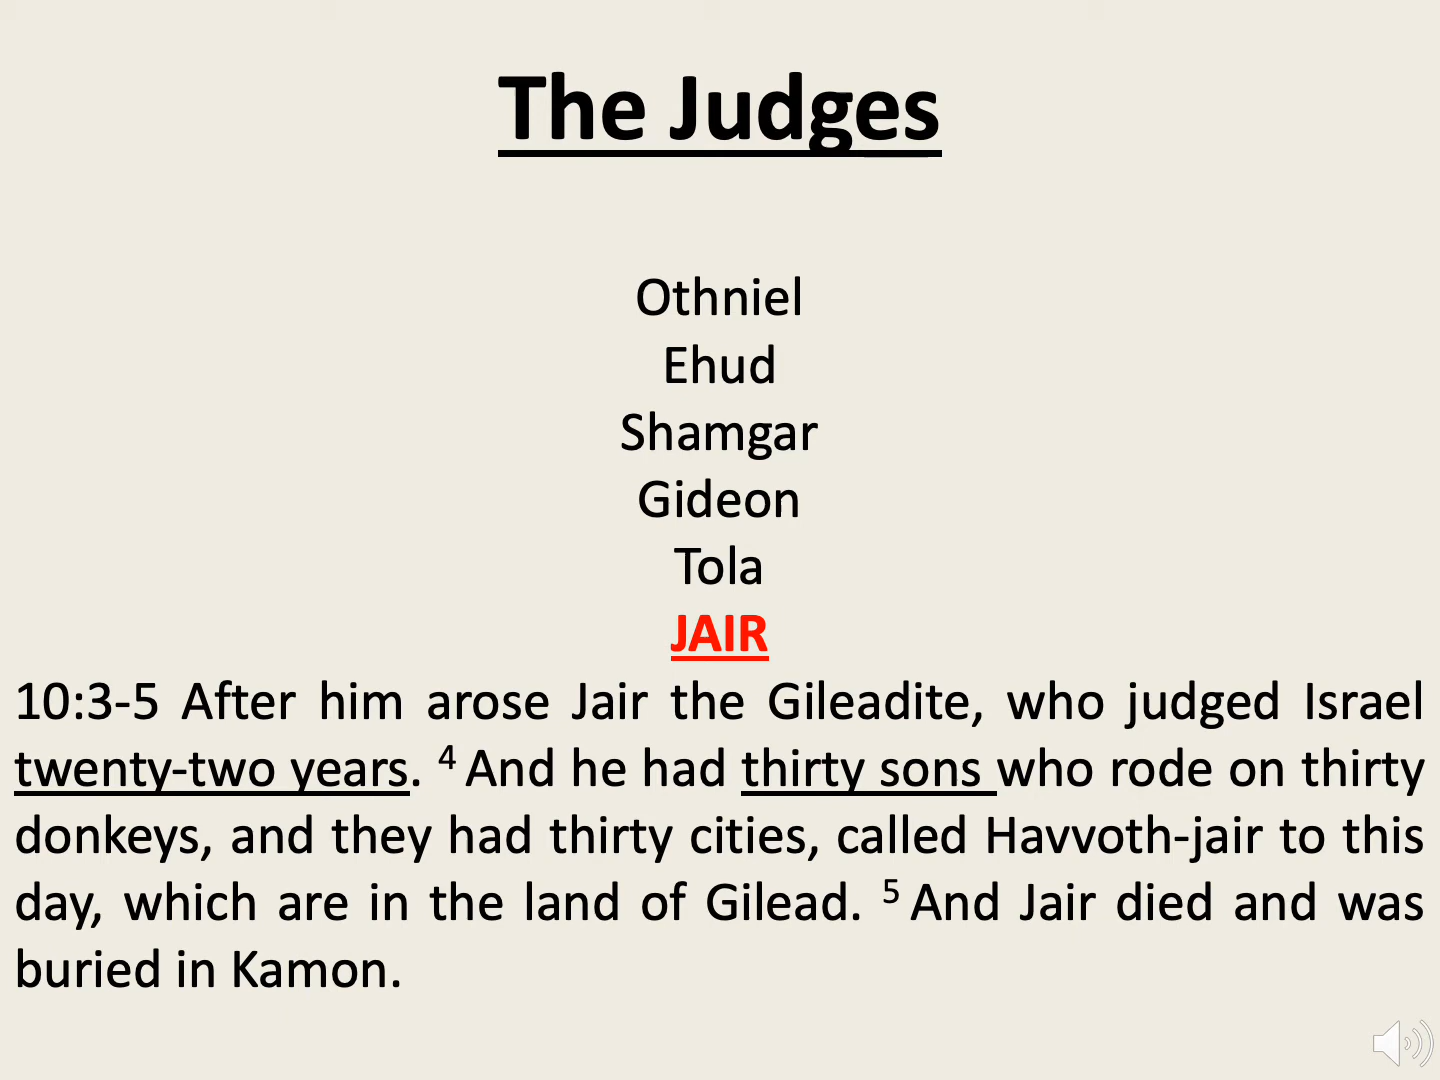 The Judges
Othniel
Ehud
Shamgar
Gideon
Tola
JAIR
10:3-5 After him arose Jair the Gileadite, who judged Israel
twenty-two years. 4 And he had thirty sons who rode on thirty
donkeys, and they had thirty cities, called Havvoth-jair to this
day, which are in the land of Gilead. 5 And Jair died and was
buried in Kamon.